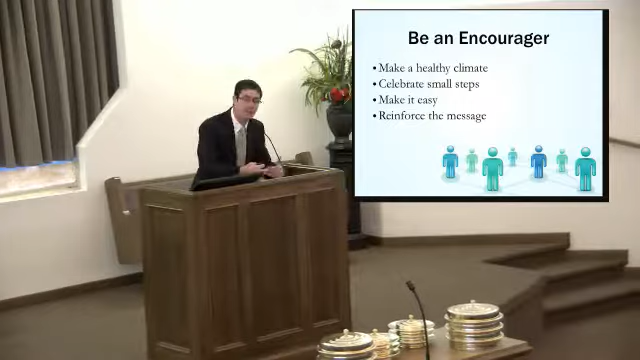 Be an Encourager
• Make a healthy climate
• Celebrate small steps
• Make it easy
• Reinforce the message